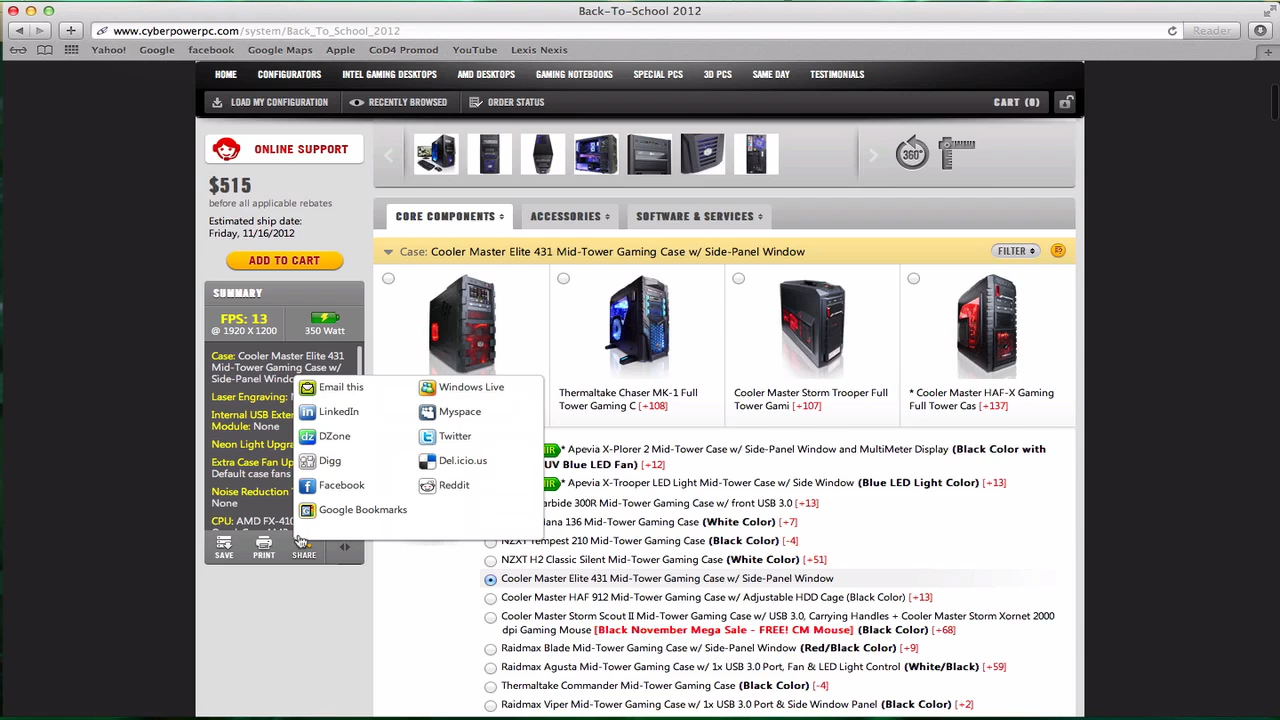 Back-To-School 2012
www.cyberpowerpc.com/system/Back_To_School_2012
Reader
Yahoo! Google facebook Google Maps Apple CoD4 Promod YouTube Lexis Nexis
HOME CONFIGURATORS INTEL GAMING DESKTOPS AMD DESKTOPS GAMING NOTEBOOKS SPECIAL PCS 3D PCS SAME DAY TESTIMONIALS
LOAD MY CONFIGURATION RECENTLY BROWSED ORDER STATUS CART (0)
ONLINE SUPPORT
360°
$515
before all applicable rebates
Estimated ship date:
Friday, 11/16/2012
ADD TO CART
CORE COMPONENTS ACCESSORIES SOFTWARE & SERVICES
Case: Cooler Master Elite 431 Mid-Tower Gaming Case w/ Side-Panel Window FILTER
SUMMARY
FPS: 13
@ 1920 X 1200
350 Watt
Case: Cooler Master Elite 431
Mid-Tower Gaming Case w/
Side-Panel
Laser Engraving:
Internal USB
Module: None
Neon Light
Extra Case Fan
Default case fans
Noise Reduction
None
CPU: AMD
SAVE PRINT SHARE
Email this
Windows Live
LinkedIn
Myspace
DZone
Twitter
Digg
Del.icio.us
Facebook
Reddit
Google Bookmarks
Thermaltake Chaser MK-1 Full
Tower Gaming C [+108]
Cooler Master Storm Trooper Full
Tower Gami [+107]
* Cooler Master HAF-X Gaming
Full Tower Cas [+137]
* Apevia X-Plorer 2 Mid-Tower Gaming Case w/ Side-Panel Window and MultiMeter Display (Black Color with
UV Blue LED Fan) [+12]
* Apevia X-Trooper LED Light Mid-Tower Gaming Case w/ Side Window (Blue LED Light Color) [+13]
arbide 300R Mid-Tower Gaming Case w/ front USB 3.0 [+13]
ana 136 Mid-Tower Gaming Case (White Color) [+7]
NZXT Tempest 210 Mid-Tower Gaming Case (Black Color) [-4]
NZXT H2 Classic Silent Mid-Tower Gaming Case (White Color) [+51]
Cooler Master Elite 431 Mid-Tower Gaming Case w/ Side-Panel Window
Cooler Master HAF 912 Mid-Tower Gaming Case w/ Adjustable HDD Cage (Black Color) [+13]
Cooler Master Storm Scout II Mid-Tower Gaming Case w/ USB 3.0, Carrying Handles + Cooler Master Storm Xornet 2000
dpi Gaming Mouse [Black November Mega Sale - FREE! CM Mouse] (Black Color) [+68]
Raidmax Blade Mid-Tower Gaming Case w/ Side-Panel Window (Red/Black Color) [+9]
Raidmax Agusta Mid-Tower Gaming Case w/ 1x USB 3.0 Port, Fan & LED Light Control (White/Black) [+59]
Thermaltake Commander Mid-Tower Gaming Case (Black Color) [-4]
Raidmax Viper Mid-Tower Gaming Case w/ 1x USB 3.0 Port & Side Window Panel (Black Color) [+2]